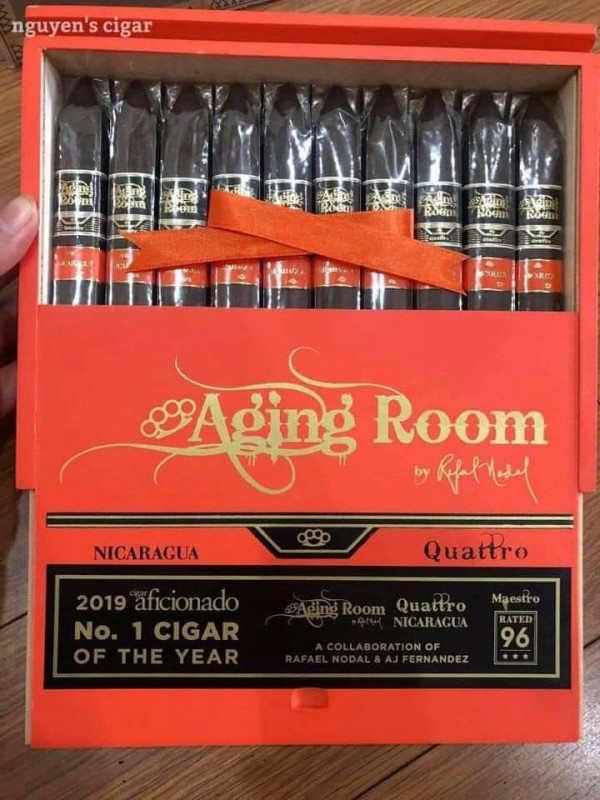 nguyen's cigar
Aging Room
by Rafael Nodal
NICARAGUA
Quattro
2019 cigar aficionado
No. 1 CIGAR
OF THE YEAR
Aging Room Quattro
NICARAGUA
A COLLABORATION OF
RAFAEL NODAL & AJ FERNANDEZ
Maestro
RATED
96